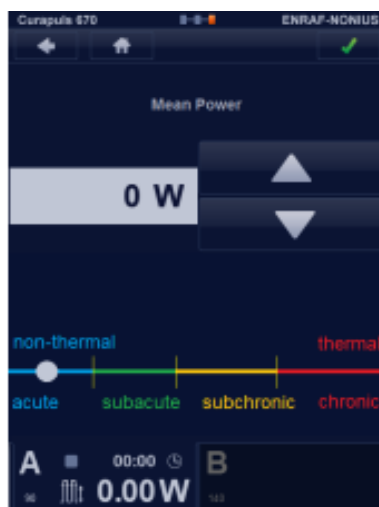 Curapuls 670 ENRAF-NONIUS
Mean Power
0 W
non-thermal thermal
acute subacute subchronic chronic
A 00:00 B
0.00 W